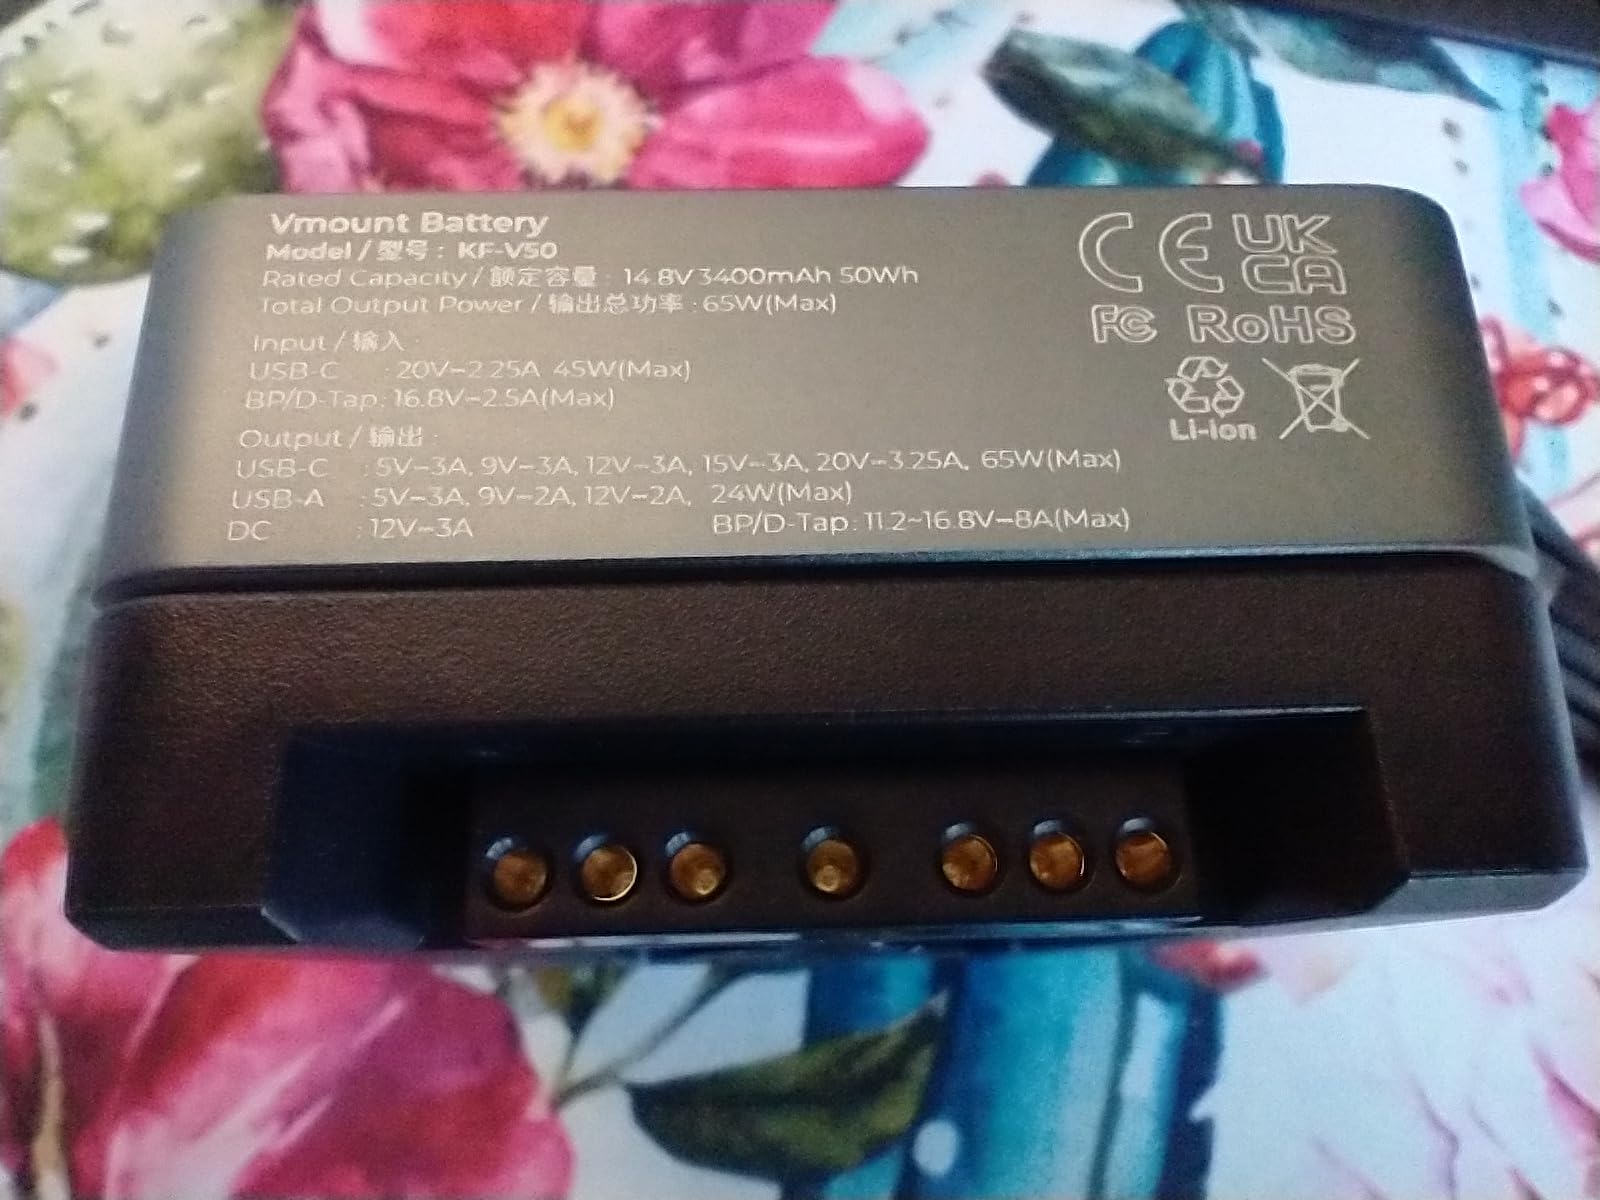 Vmount Battery
Model / 型号 : KF-V50
Rated Capacity / 额定容量 : 14.8V 3400mAh 50Wh
Total Output Power / 输出总功率 : 65W(Max)
Input / 输入 :
USB-C : 20V⎓2.25A 45W(Max)
BP/D-Tap: 16.8V⎓2.5A(Max)
Output / 输出 :
USB-C : 5V⎓3A, 9V⎓3A, 12V⎓3A, 15V⎓3A, 20V⎓3.25A, 65W(Max)
USB-A : 5V⎓3A, 9V⎓2A, 12V⎓2A, 24W(Max)
DC : 12V⎓3A BP/D-Tap: 11.2~16.8V⎓8A(Max)
CE UK CA
FC RoHS
Li-ion